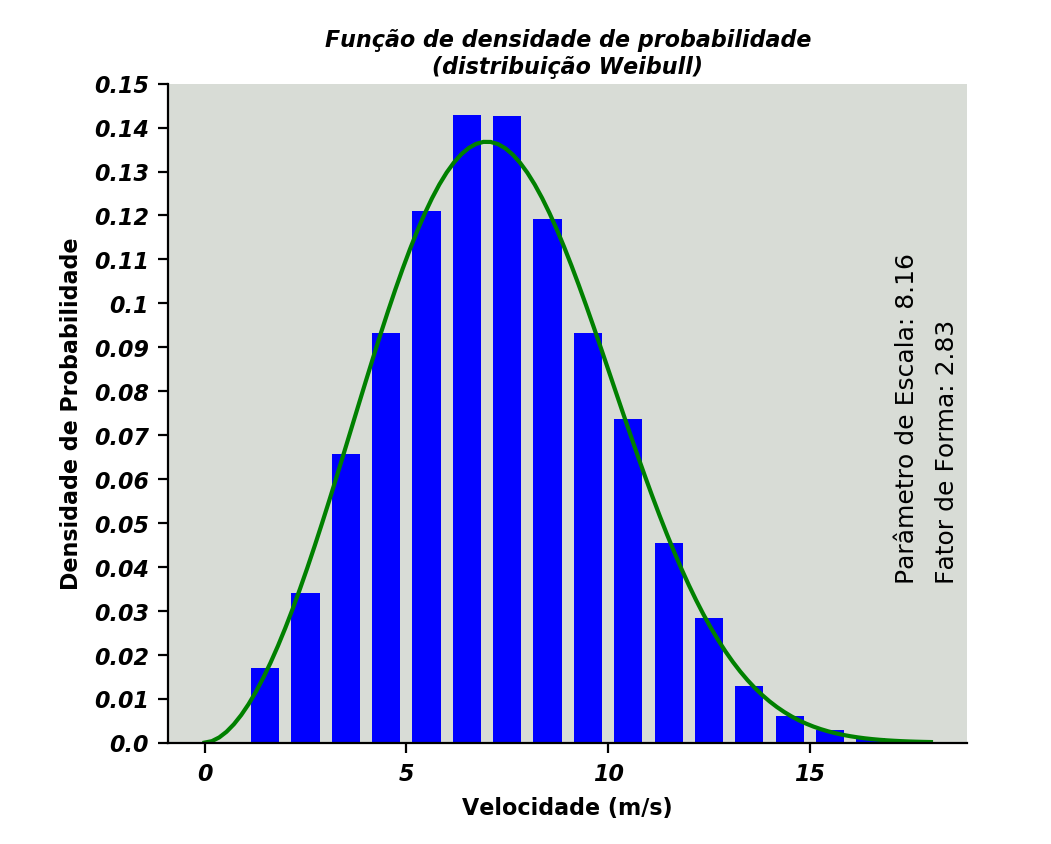 Função de densidade de probabilidade
(distribuição Weibull)
0.15
0.14
0.13
0.12
0.11
0.1
0.09
0.08
0.07
0.06
0.05
0.04
0.03
0.02
0.01
0.0
Densidade de Probabilidade
Parâmetro de Escala: 8.16
Fator de Forma: 2.83
0 5 10 15
Velocidade (m/s)